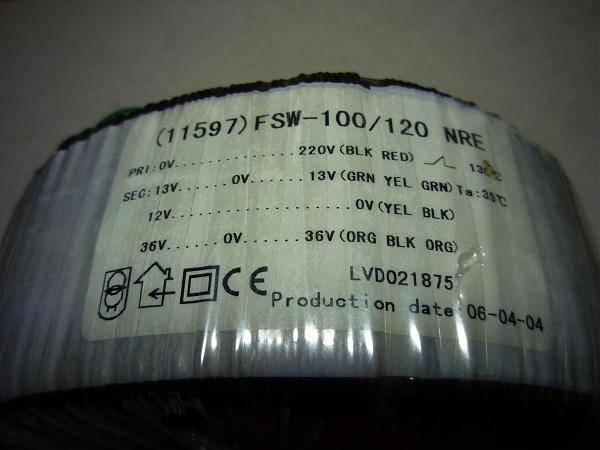 (11597)FSW-100/120 NRE
PRI:0V..........220V(BLK RED) 130℃
SEC:13V......0V......13V(GRN YEL GRN)Ta:35℃
12V..................0V(YEL BLK)
36V......0V......36V(ORG BLK ORG)
CE LVD021875
Production date:06-04-04